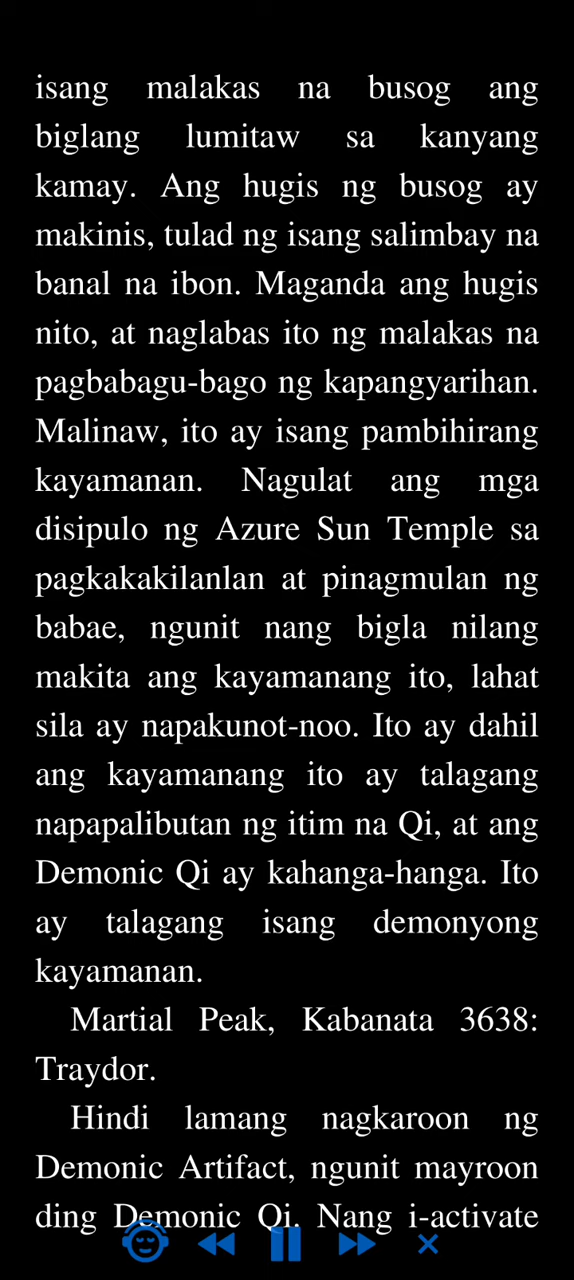 isang malakas na busog ang
biglang lumitaw sa kanyang
kamay. Ang hugis ng busog ay
makinis, tulad ng isang salimbay na
banal na ibon. Maganda ang hugis
nito, at naglabas ito ng malakas na
pagbabagu-bago ng kapangyarihan.
Malinaw, ito ay isang pambihirang
kayamanan. Nagulat ang mga
disipulo ng Azure Sun Temple sa
pagkakakilanlan at pinagmulan ng
babae, ngunit nang bigla nilang
makita ang kayamanang ito, lahat
sila ay napakunot-noo. Ito ay dahil
ang kayamanang ito ay talagang
napapalibutan ng itim na Qi, at ang
Demonic Qi ay kahanga-hanga. Ito
ay talagang isang demonyong
kayamanan.
Martial Peak, Kabanata 3638:
Traydor.
Hindi lamang nagkaroon ng
Demonic Artifact, ngunit mayroon
ding Demonic Qi. Nang i-activate